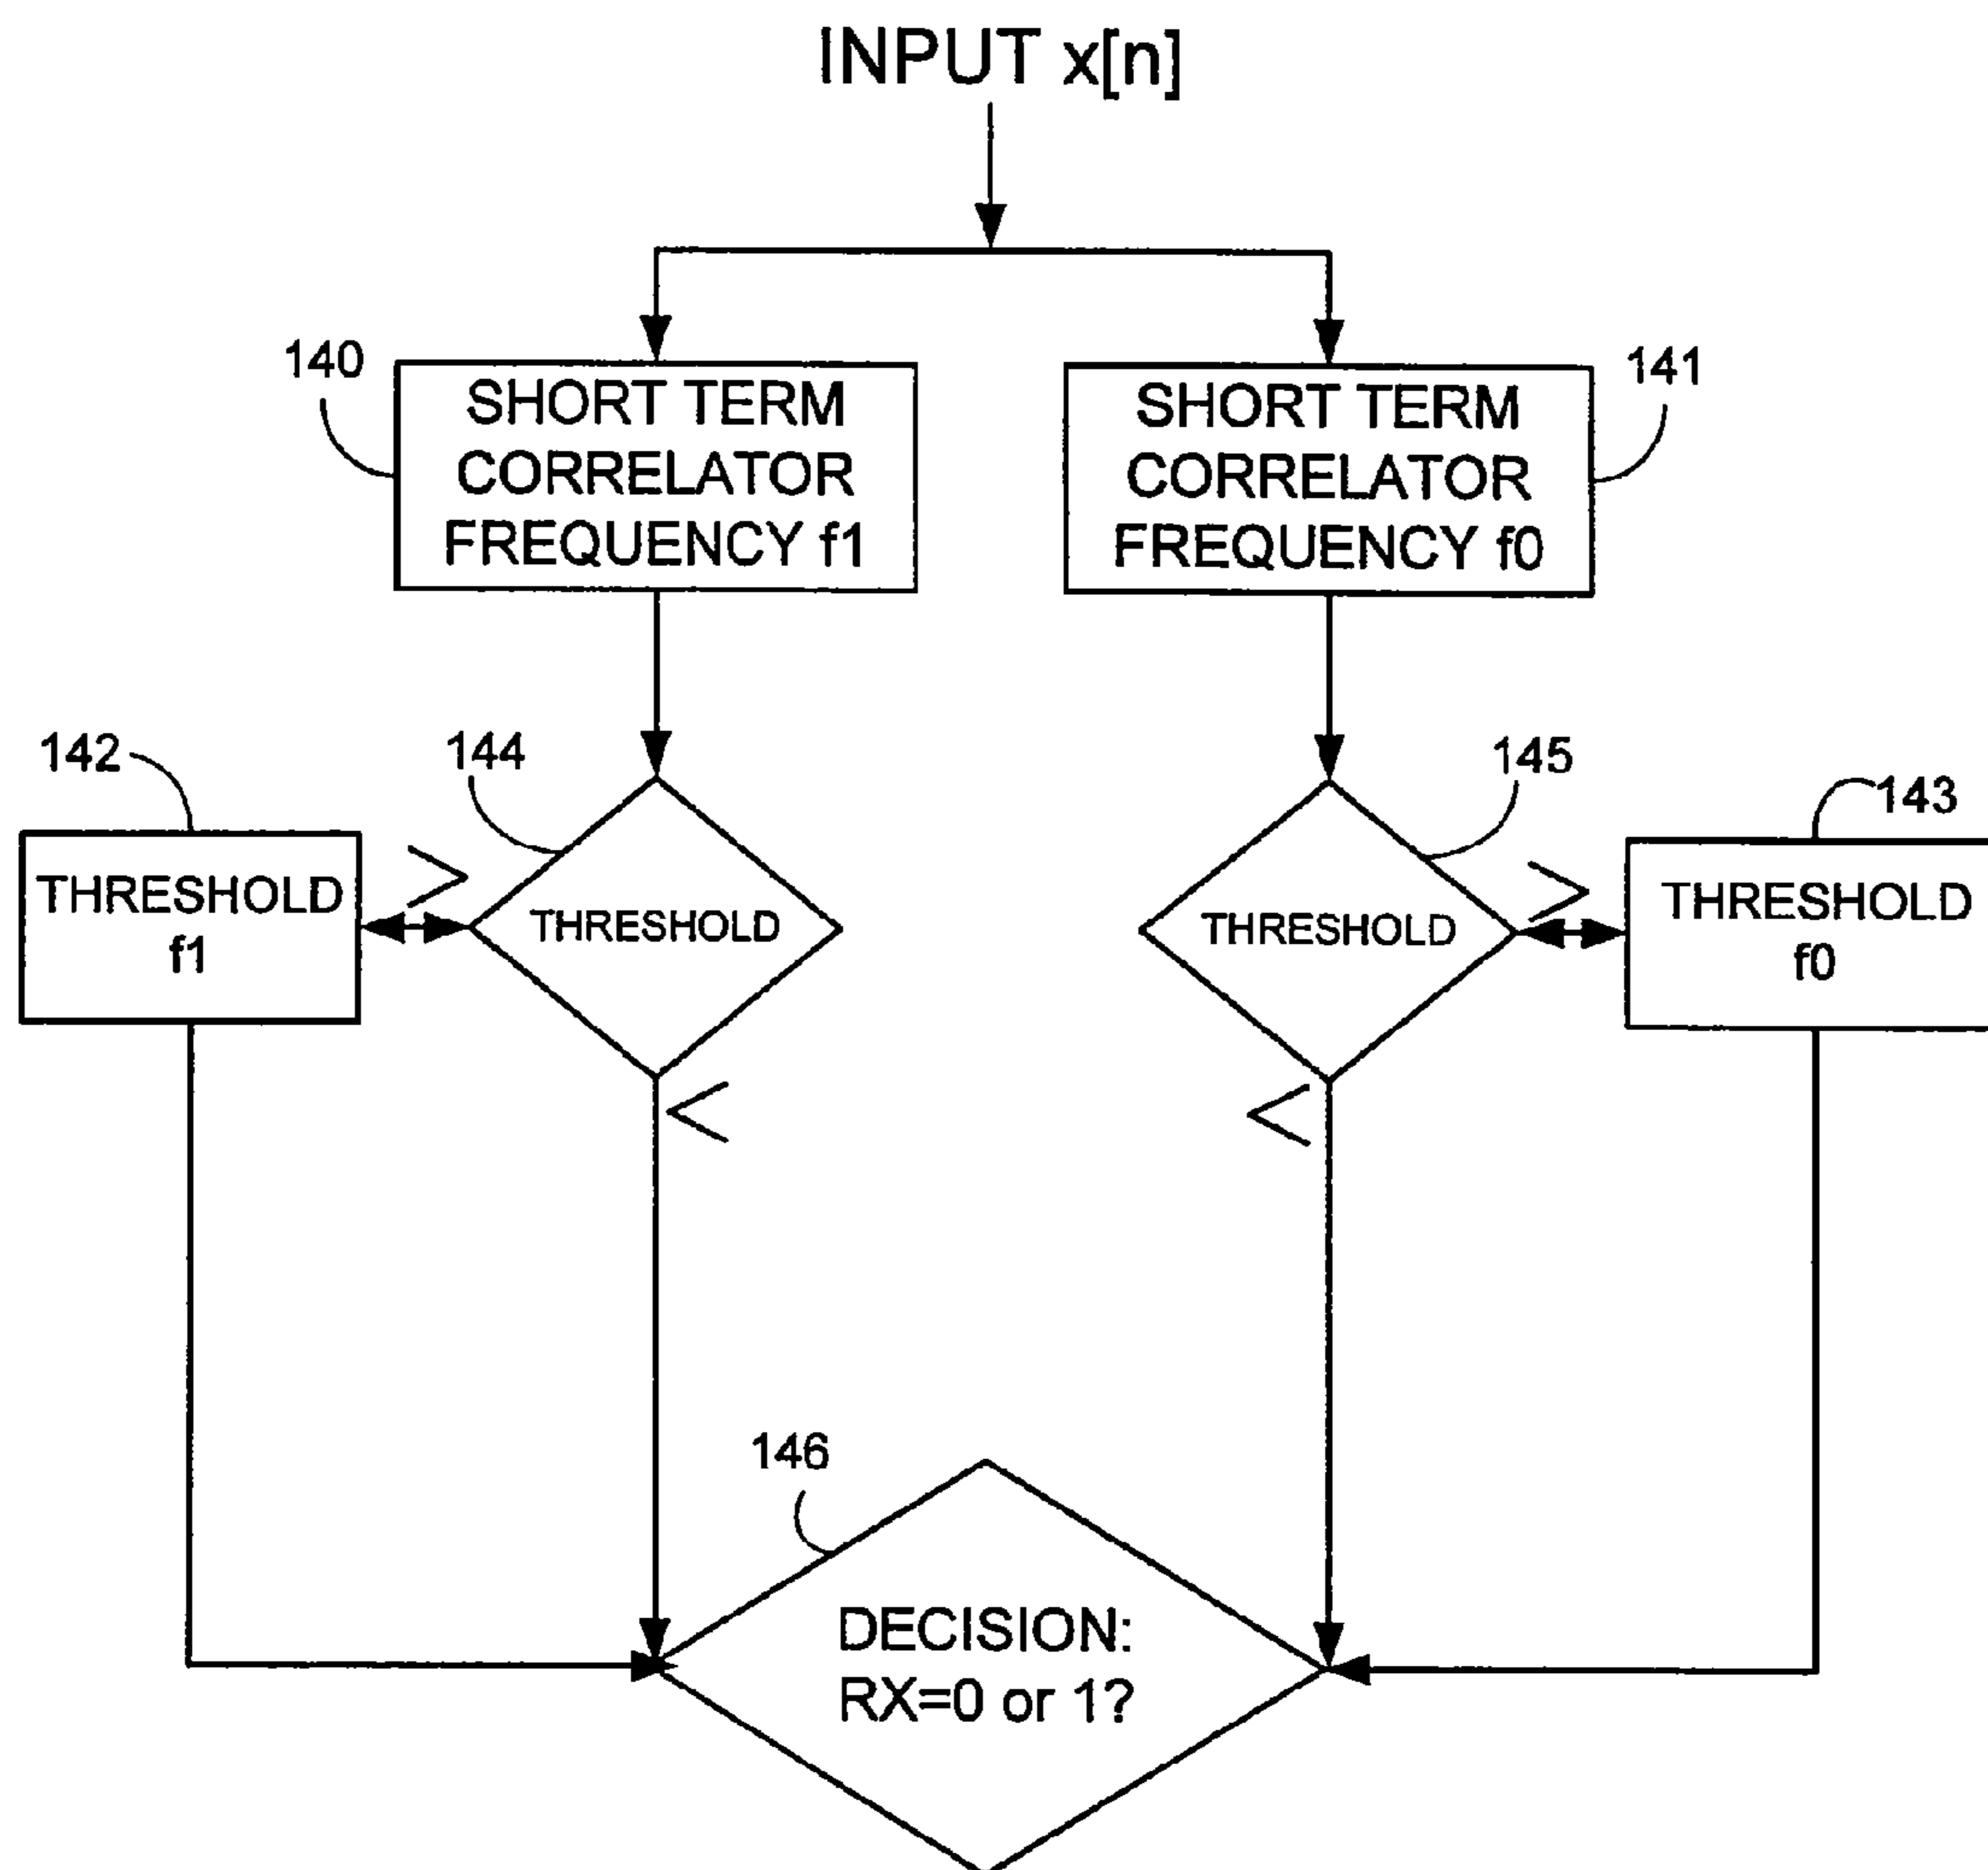 INPUT x[n]
140
SHORT TERM
CORRELATOR
FREQUENCY f1
141
SHORT TERM
CORRELATOR
FREQUENCY f0
142
THRESHOLD
f1
>
144
THRESHOLD
<
145
THRESHOLD
<
>
143
THRESHOLD
f0
146
DECISION:
RX=0 or 1?